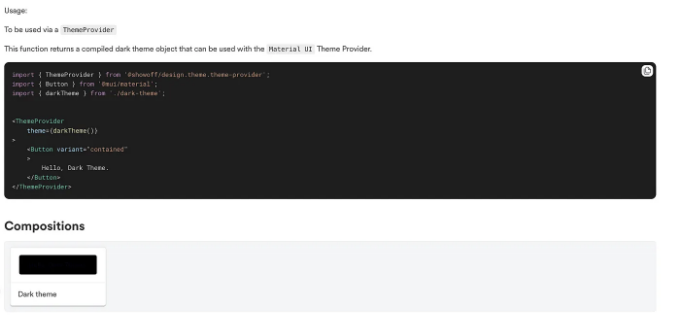 Usage:
To be used via a ThemeProvider
This function returns a compiled dark theme object that can be used with the Material UI Theme Provider.
import { ThemeProvider } from '@showoff/design.theme.theme-provider';
import { Button } from '@mui/material';
import { darkTheme } from './dark-theme';
<ThemeProvider
theme={darkTheme()}
>
<Button variant="contained"
>
Hello, Dark Theme.
</Button>
</ThemeProvider>
Compositions
Dark theme